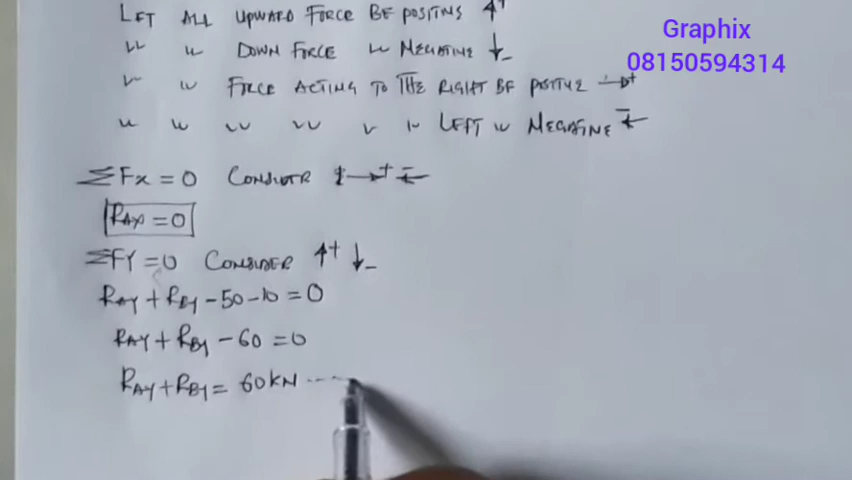 LET ALL UPWARD FORCE BE POSITIVE ↑+
Graphix
08150594314
" " DOWN FORCE " NEGATIVE ↓-
" " FORCE ACTING TO THE RIGHT BE POSITIVE →+
" " " " " " LEFT " NEGATIVE ←-
ΣFx = 0 CONSIDER →+ ←-
RAX = 0
ΣFY = 0 CONSIDER ↑+ ↓-
RAY + RBY - 50 - 10 = 0
RAY + RBY - 60 = 0
RAY + RBY = 60KN ----